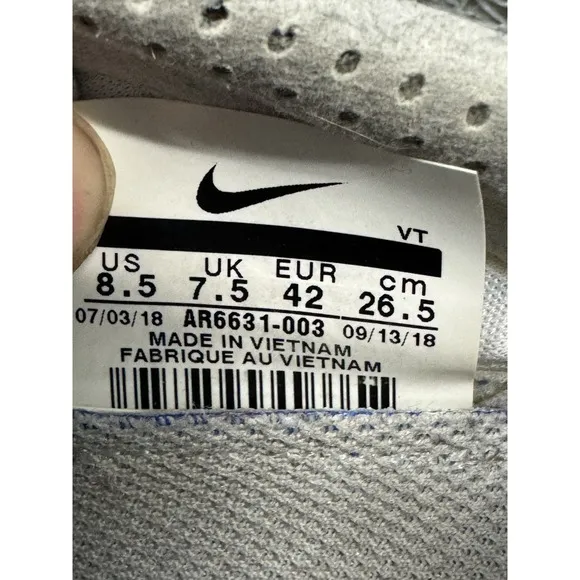 VT
US UK EUR cm
8.5 7.5 42 26.5
07/03/18 AR6631-003 09/13/18
MADE IN VIETNAM
FABRIQUE AU VIETNAM